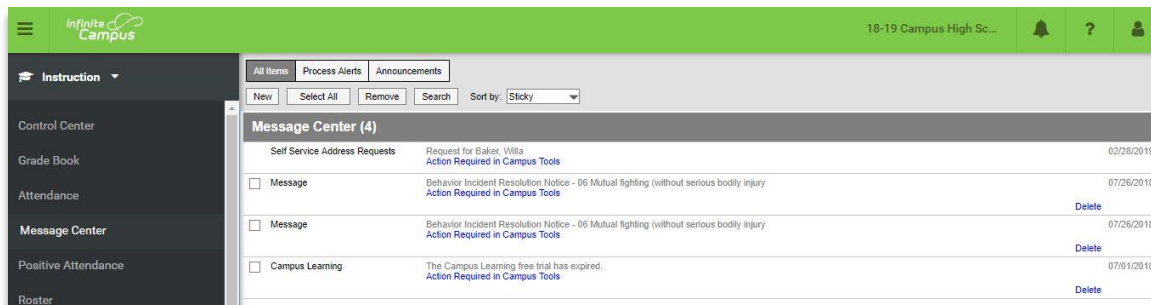 Infinite
Campus
18-19 Campus High Sc...
?
Instruction
All Items Process Alerts Announcements
New Select All Remove Search Sort by: Sticky
Control Center
Message Center (4)
Self Service Address Requests Request for Baker, Willa 02/28/2019
Action Required in Campus Tools
Grade Book
Message Behavior Incident Resolution Notice - 06 Mutual fighting (without serious bodily injury 07/26/2018
Action Required in Campus Tools
Delete
Attendance
Message Behavior Incident Resolution Notice - 06 Mutual fighting (without serious bodily injury 07/26/2018
Action Required in Campus Tools
Delete
Message Center
Positive Attendance
Campus Learning The Campus Learning free trial has expired. 07/01/2018
Action Required in Campus Tools
Delete
Roster